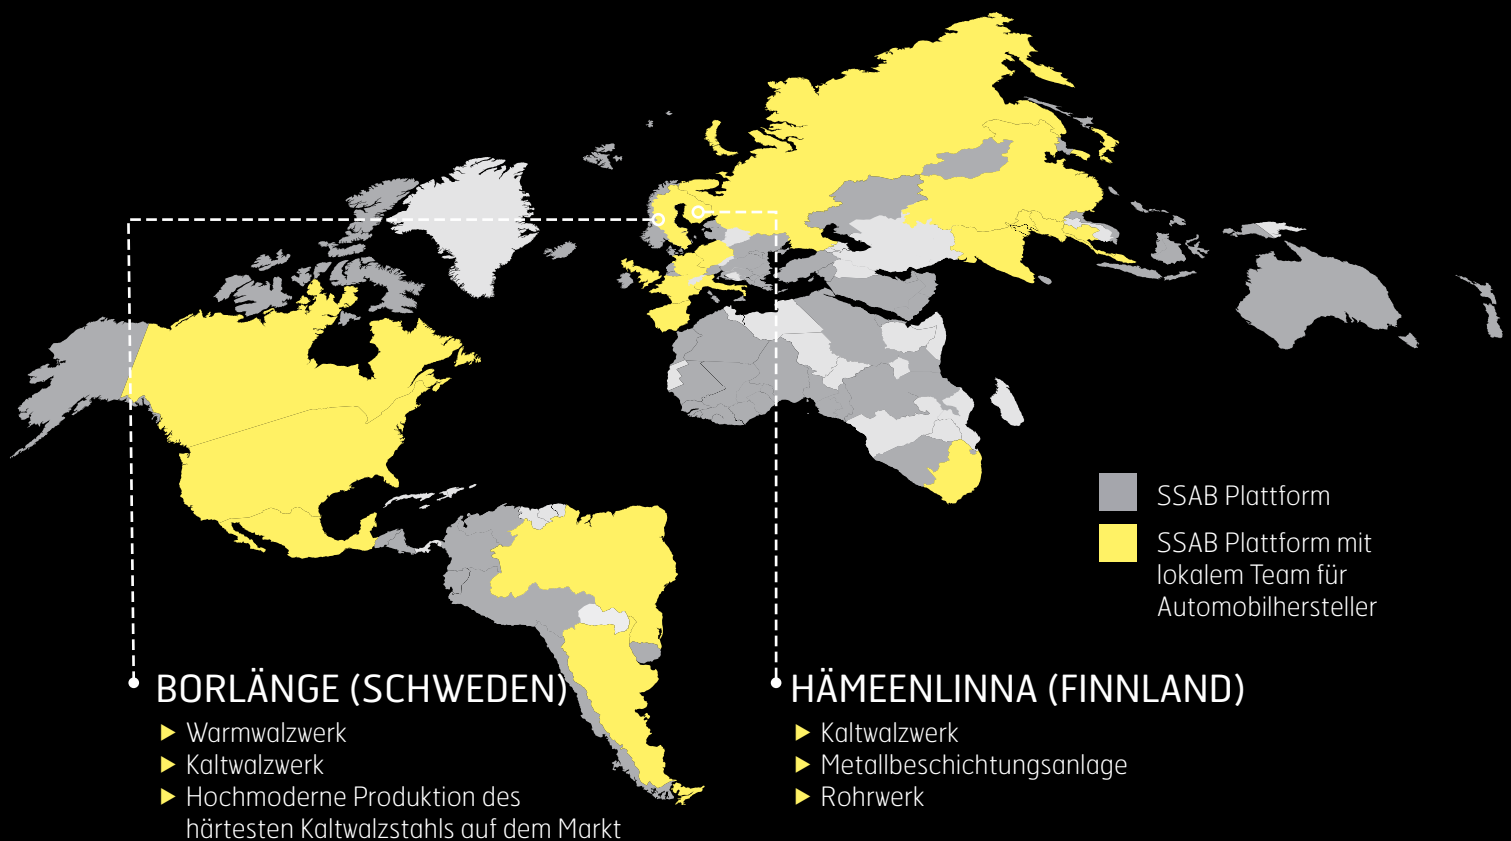 SSAB Plattform
SSAB Plattform mit
lokalem Team für
Automobilhersteller
BORLÄNGE (SCHWEDEN)
Warmwalzwerk
Kaltwalzwerk
Hochmoderne Produktion des
härtesten Kaltwalzstahls auf dem Markt
HÄMEENLINNA (FINNLAND)
Kaltwalzwerk
Metallbeschichtungsanlage
Rohrwerk